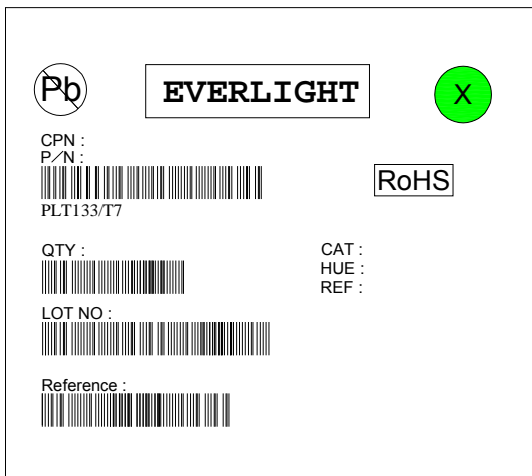 Pb
EVERLIGHT
X
CPN :
P/N :
RoHS
PLT133/T7
QTY :
CAT :
HUE :
REF :
LOT NO :
Reference :